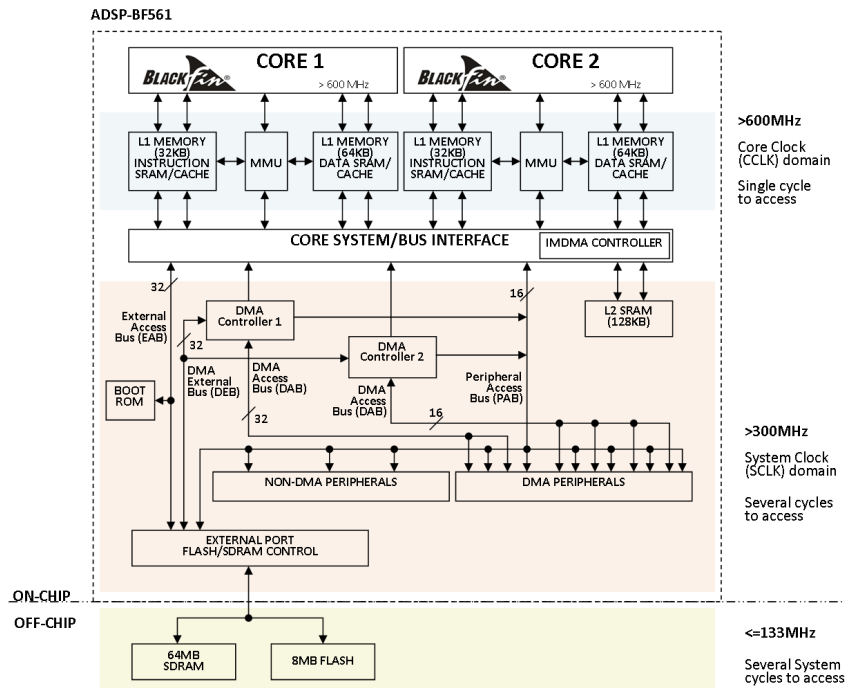 ADSP-BF561
CORE 1
BLACKfin®
> 600 MHz
CORE 2
BLACKfin®
> 600 MHz
>600MHz
Core Clock
(CCLK) domain
Single cycle
to access
L1 MEMORY
(32KB)
INSTRUCTION
SRAM/CACHE
MMU
L1 MEMORY
(64KB)
DATA SRAM/
CACHE
L1 MEMORY
(32KB)
INSTRUCTION
SRAM/CACHE
MMU
L1 MEMORY
(64KB)
DATA SRAM/
CACHE
CORE SYSTEM/BUS INTERFACE
IMDMA CONTROLLER
32
16
External
Access
Bus (EAB)
DMA
Controller 1
L2 SRAM
(128KB)
32
DMA
Controller 2
DMA
External
Bus (DEB)
DMA
Access
Bus (DAB)
DMA
Access
Bus (DAB)
Peripheral
Access
Bus (PAB)
BOOT
ROM
32
16
>300MHz
System Clock
(SCLK) domain
Several cycles
to access
NON-DMA PERIPHERALS
DMA PERIPHERALS
EXTERNAL PORT
FLASH/SDRAM CONTROL
ON-CHIP
OFF-CHIP
64MB
SDRAM
8MB FLASH
<=133MHz
Several System
cycles to access